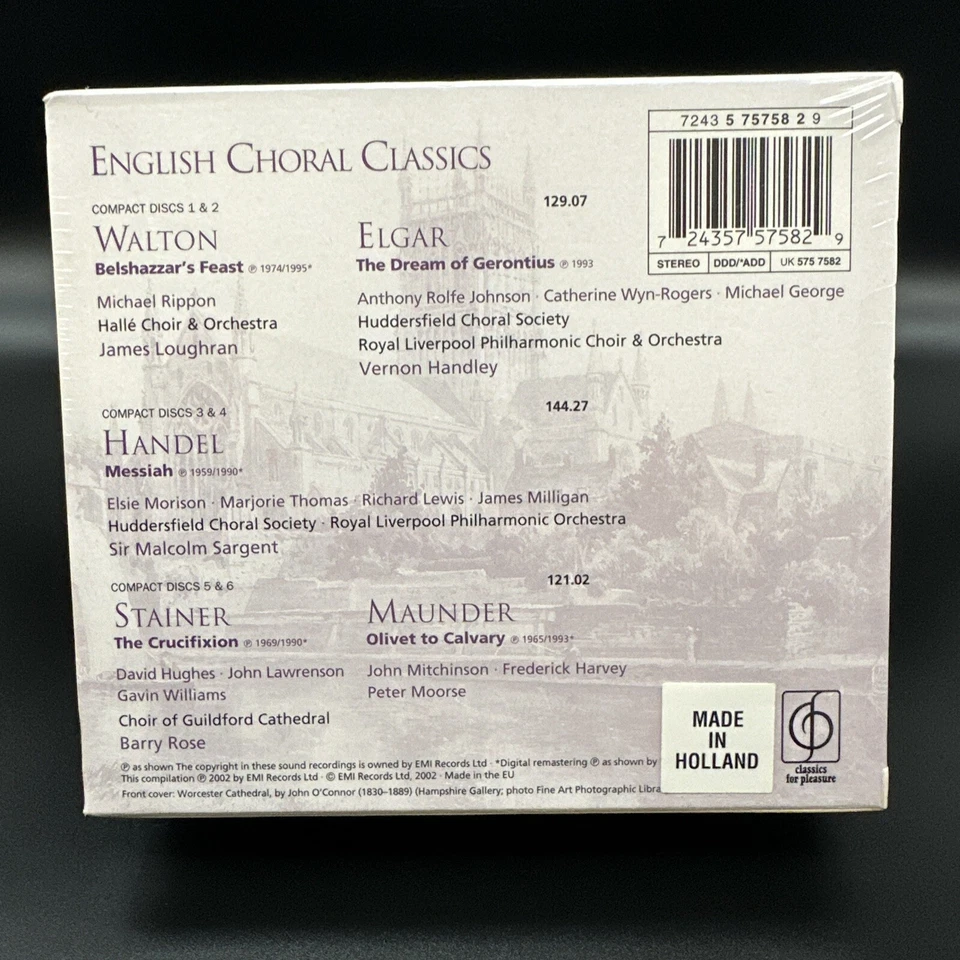 7243 5 75758 2 9
7 24357 57582 9
STEREO DDD/*ADD UK 575 7582
ENGLISH CHORAL CLASSICS
COMPACT DISCS 1 & 2
129.07
WALTON
Belshazzar's Feast ℗ 1974/1995*
Michael Rippon
Hallé Choir & Orchestra
James Loughran
ELGAR
The Dream of Gerontius ℗ 1993
Anthony Rolfe Johnson · Catherine Wyn-Rogers · Michael George
Huddersfield Choral Society
Royal Liverpool Philharmonic Choir & Orchestra
Vernon Handley
COMPACT DISCS 3 & 4
144.27
HANDEL
Messiah ℗ 1959/1990*
Elsie Morison · Marjorie Thomas · Richard Lewis · James Milligan
Huddersfield Choral Society · Royal Liverpool Philharmonic Orchestra
Sir Malcolm Sargent
COMPACT DISCS 5 & 6
121.02
STAINER
The Crucifixion ℗ 1969/1990*
David Hughes · John Lawrenson
Gavin Williams
Choir of Guildford Cathedral
Barry Rose
MAUNDER
Olivet to Calvary ℗ 1965/1993*
John Mitchinson · Frederick Harvey
Peter Moorse
℗ as shown The copyright in these sound recordings is owned by EMI Records Ltd · *Digital remastering ℗ as shown by
This compilation ℗ 2002 by EMI Records Ltd · © EMI Records Ltd, 2002 · Made in the EU
Front cover: Worcester Cathedral, by John O'Connor (1830–1889) (Hampshire Gallery; photo Fine Art Photographic Libra
MADE
IN
HOLLAND
classics
for pleasure